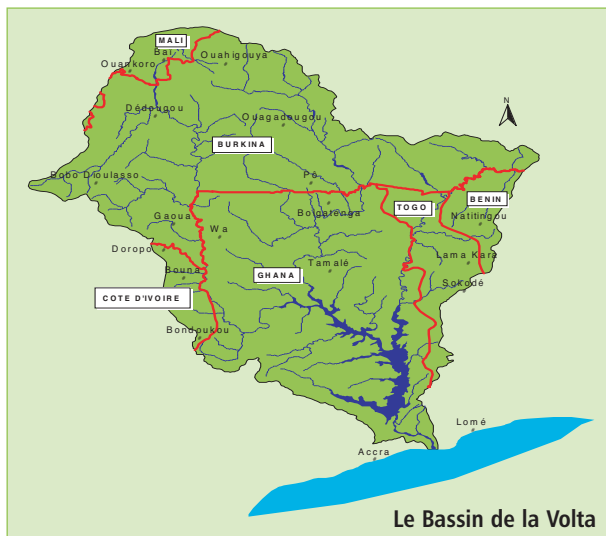 MALI
Bai
Ouahigouya
Ouankoro
N
Dédougou
Ouagadougou
BURKINA
Bobo Dioulasso
Pô
BENIN
TOGO
Bolgatenga
Natitingou
Gaoua
Wa
Doropo
Lama Kara
Tamalé
Bouna
GHANA
Sokodé
COTE D'IVOIRE
Bondoukou
Lomé
Accra
Le Bassin de la Volta